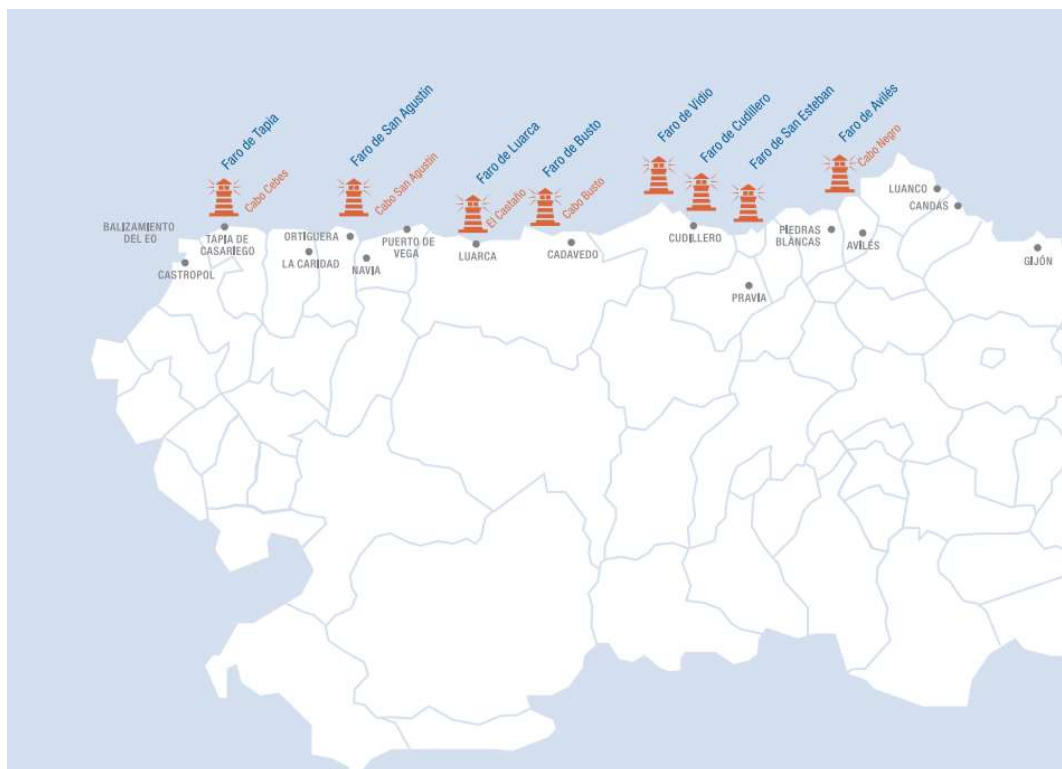 Faro de Tapia
Cabo Cebes
Faro de San Agustín
Cabo San Agustín
Faro de Luarca
El Castaño
Faro de Busto
Cabo Busto
Faro de Vidio
Faro de Cudillero
Faro de San Esteban
Faro de Avilés
Cabo Negro
BALIZAMIENTO
DEL EO
CASTROPOL
TAPIA DE
CASARIEGO
ORTIGUERA
LA CARIDAD
NAVIA
PUERTO DE
VEGA
LUARCA
CADAVEDO
CUDILLERO
PRAVIA
PIEDRAS
BLANCAS
AVILÉS
LUANCO
CANDÁS
GIJÓN